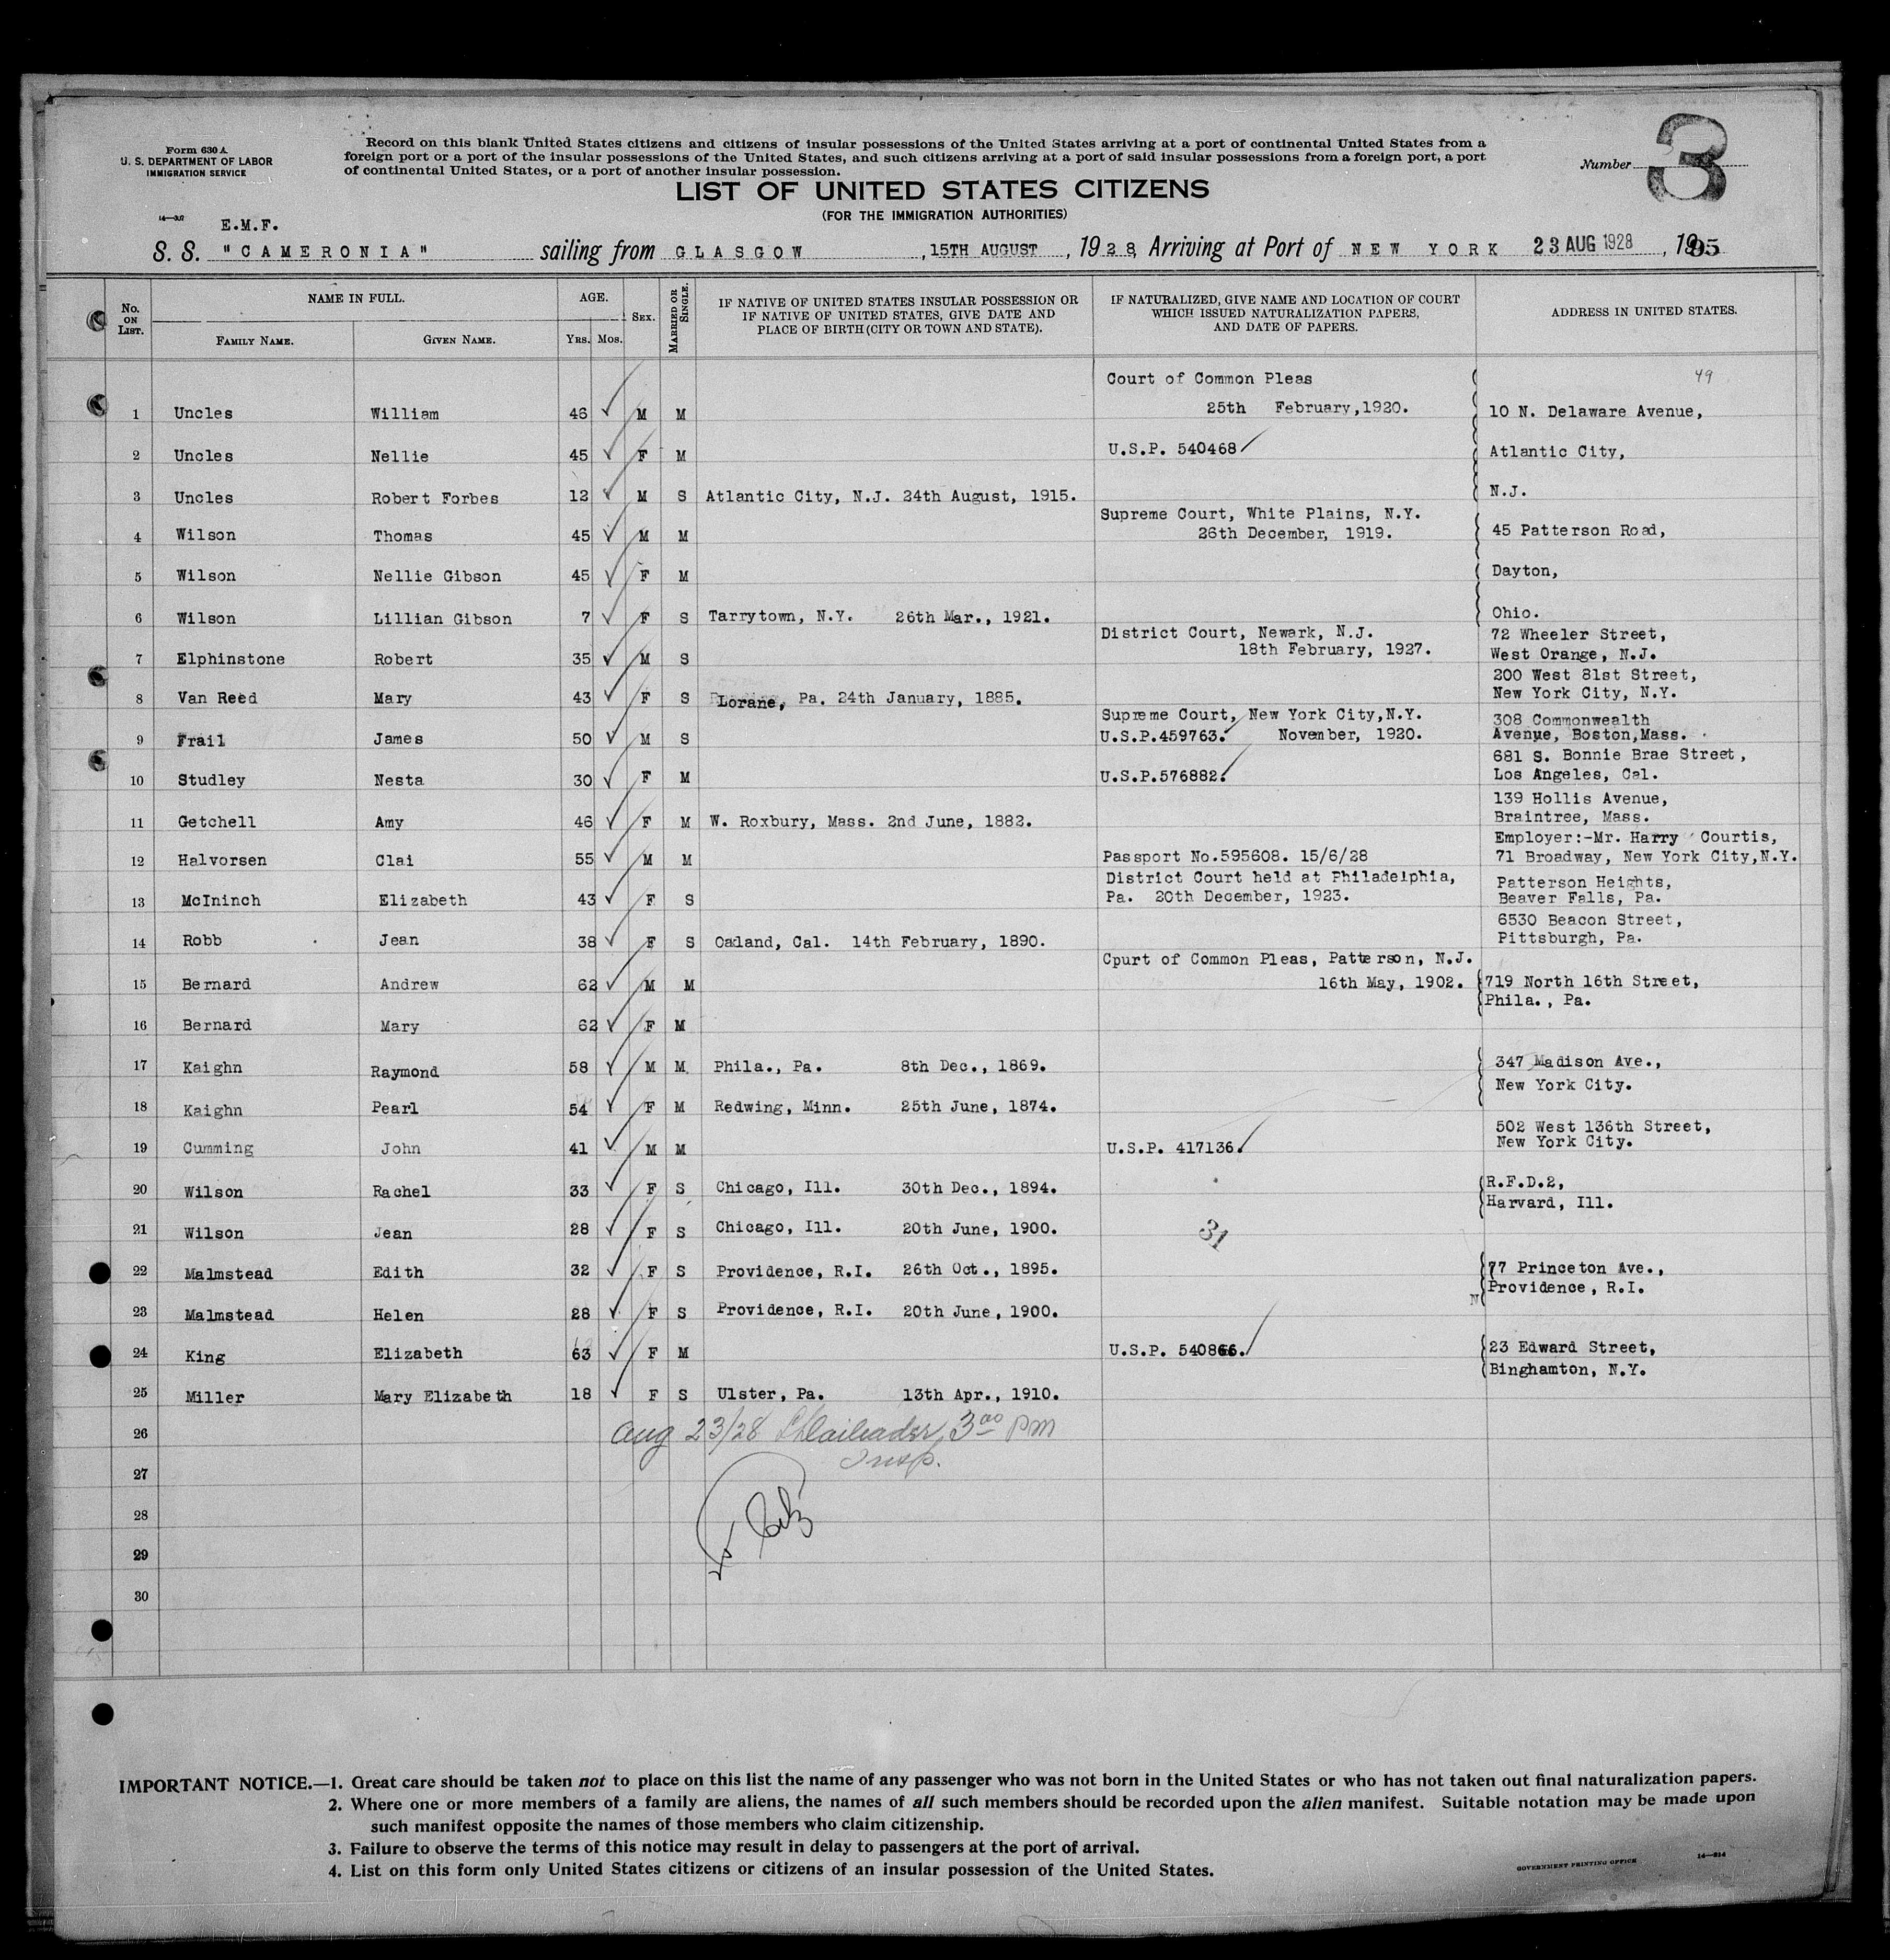 Form 630 A
U. S. DEPARTMENT OF LABOR
IMMIGRATION SERVICE
Record on this blank United States citizens and citizens of insular possessions of the United States arriving at a port of continental United States from a
foreign port or a port of the insular possessions of the United States, and such citizens arriving at a port of said insular possessions from a foreign port, a port
of continental United States, or a port of another insular possession.
Number 3
LIST OF UNITED STATES CITIZENS
(FOR THE IMMIGRATION AUTHORITIES)
E.M.F.
S. S. "CAMERONIA" sailing from GLASGOW, 15TH AUGUST, 1928, Arriving at Port of NEW YORK 23 AUG 1928, 19
No. ON LIST.
NAME IN FULL.
FAMILY NAME. GIVEN NAME.
AGE.
YRS. MOS.
SEX.
MARRIED OR SINGLE.
IF NATIVE OF UNITED STATES INSULAR POSSESSION OR
IF NATIVE OF UNITED STATES, GIVE DATE AND
PLACE OF BIRTH (CITY OR TOWN AND STATE).
IF NATURALIZED, GIVE NAME AND LOCATION OF COURT
WHICH ISSUED NATURALIZATION PAPERS,
AND DATE OF PAPERS.
ADDRESS IN UNITED STATES.
Court of Common Pleas 49
1 Uncles William 46 M M 25th February,1920. 10 N. Delaware Avenue,
2 Uncles Nellie 45 F M U.S.P. 540468 Atlantic City,
3 Uncles Robert Forbes 12 M S Atlantic City, N.J. 24th August, 1915. N.J.
Supreme Court, White Plains, N.Y.
4 Wilson Thomas 45 M M 26th December, 1919. 45 Patterson Road,
5 Wilson Nellie Gibson 45 F M Dayton,
6 Wilson Lillian Gibson 7 F S Tarrytown, N.Y. 26th Mar., 1921. Ohio.
District Court, Newark, N.J. 72 Wheeler Street,
7 Elphinstone Robert 35 M S 18th February, 1927. West Orange, N.J.
200 West 81st Street,
8 Van Reed Mary 43 F S Lorane, Pa. 24th January, 1885. New York City, N.Y.
Supreme Court, New York City,N.Y. 308 Commonwealth
9 Frail James 50 M S U.S.P.459763. November, 1920. Avenue, Boston,Mass.
681 S. Bonnie Brae Street,
10 Studley Nesta 30 F M U.S.P.576882. Los Angeles, Cal.
139 Hollis Avenue,
11 Getchell Amy 46 F M W. Roxbury, Mass. 2nd June, 1882. Braintree, Mass.
Employer:-Mr. Harry Courtis,
12 Halvorsen Clai 55 M M Passport No.595608. 15/6/28 71 Broadway, New York City,N.Y.
District Court held at Philadelphia, Patterson Heights,
13 McIninch Elizabeth 43 F S Pa. 20th December, 1923. Beaver Falls, Pa.
6530 Beacon Street,
14 Robb Jean 38 F S Oaland, Cal. 14th February, 1890. Pittsburgh, Pa.
Cpurt of Common Pleas, Patterson, N.J.
15 Bernard Andrew 62 M M 16th May, 1902. 719 North 16th Street,
Phila., Pa.
16 Bernard Mary 62 F M
17 Kaighn Raymond 58 M M Phila., Pa. 8th Dec., 1869. 347 Madison Ave.,
New York City.
18 Kaighn Pearl 54 F M Redwing, Minn. 25th June, 1874.
502 West 136th Street,
19 Cumming John 41 M M U.S.P. 417136. New York City.
20 Wilson Rachel 33 F S Chicago, Ill. 30th Dec., 1894. R.F.D.2,
Harvard, Ill.
21 Wilson Jean 28 F S Chicago, Ill. 20th June, 1900. 31
22 Malmstead Edith 32 F S Providence, R.I. 26th Oct., 1895. 77 Princeton Ave.,
Providence, R.I.
23 Malmstead Helen 28 F S Providence, R.I. 20th June, 1900.
24 King Elizabeth 63 F M U.S.P. 540866. 23 Edward Street,
Binghamton, N.Y.
25 Miller Mary Elizabeth 18 F S Ulster, Pa. 13th Apr., 1910.
26 Aug 23/28 3 00 PM
Insp.
27
28
29
30
IMPORTANT NOTICE.—1. Great care should be taken not to place on this list the name of any passenger who was not born in the United States or who has not taken out final naturalization papers.
2. Where one or more members of a family are aliens, the names of all such members should be recorded upon the alien manifest. Suitable notation may be made upon
such manifest opposite the names of those members who claim citizenship.
3. Failure to observe the terms of this notice may result in delay to passengers at the port of arrival.
4. List on this form only United States citizens or citizens of an insular possession of the United States.
GOVERNMENT PRINTING OFFICE